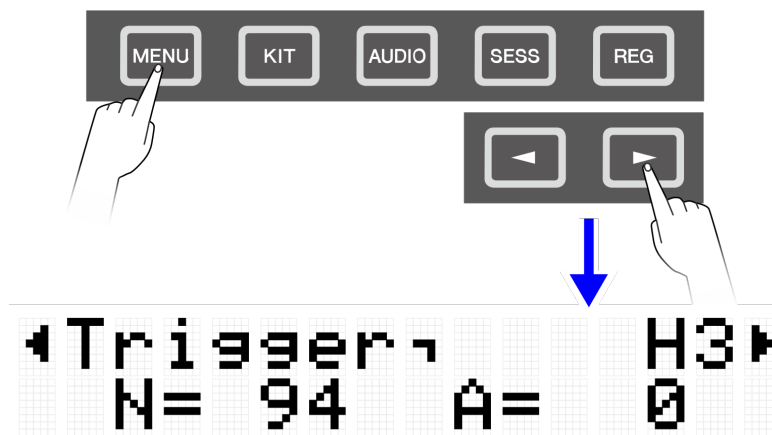 MENU KIT AUDIO SESS REG
◀ ▶
◀Trigger¬ H3▶
N= 94 A= 0